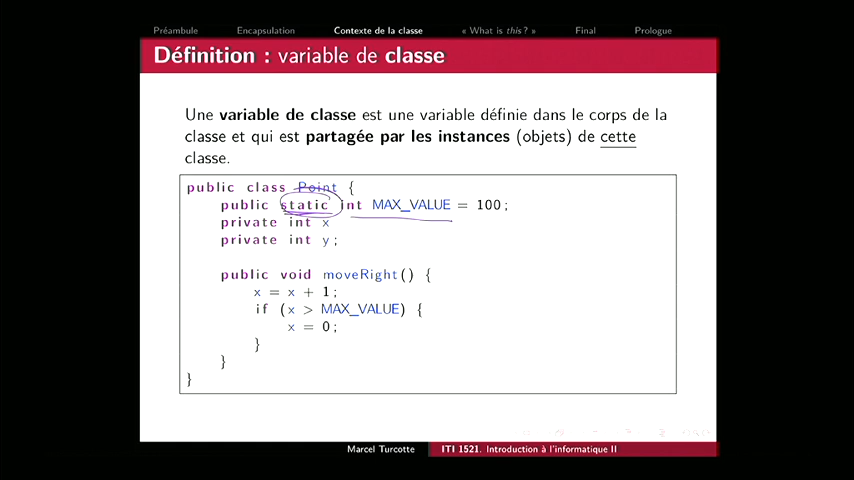 Préambule Encapsulation Contexte de la classe « What is this ? » Final Prologue
Définition : variable de classe
Une variable de classe est une variable définie dans le corps de la
classe et qui est partagée par les instances (objets) de cette
classe.
public class Point {
public static int MAX_VALUE = 100;
private int x
private int y;
public void moveRight() {
x = x + 1;
if (x > MAX_VALUE) {
x = 0;
}
}
}
Marcel Turcotte ITI 1521. Introduction à l'informatique II